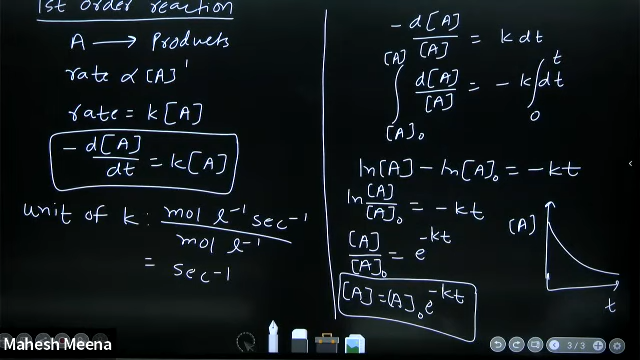 1st order reaction
A ⟶ Products
rate ∝ [A]¹
rate = k[A]
-d[A]/dt = k[A]
unit of k : mol l⁻¹ sec⁻¹ / mol l⁻¹
= sec⁻¹
-d[A]/[A] = k dt
∫_{[A]₀}^{[A]} d[A]/[A] = -k ∫_0^t dt
ln[A] - ln[A]₀ = -kt
ln [A]/[A]₀ = -kt
[A]/[A]₀ = e^{-kt}
[A] = [A]₀ e^{-kt}
[A]
t
3/3
Mahesh Meena